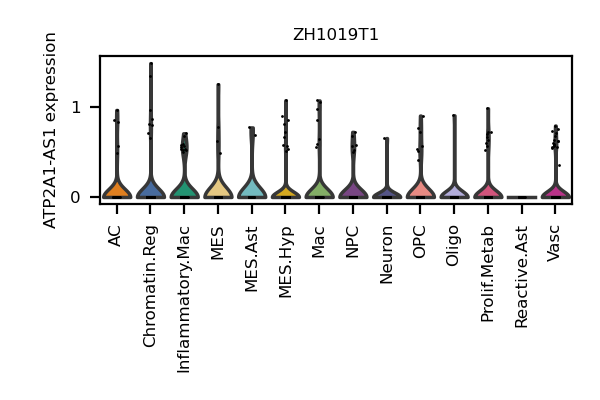 ZH1019T1
ATP2A1-AS1 expression
1
0
AC
Chromatin.Reg
Inflammatory.Mac
MES
MES.Ast
MES.Hyp
Mac
NPC
Neuron
OPC
Oligo
Prolif.Metab
Reactive.Ast
Vasc